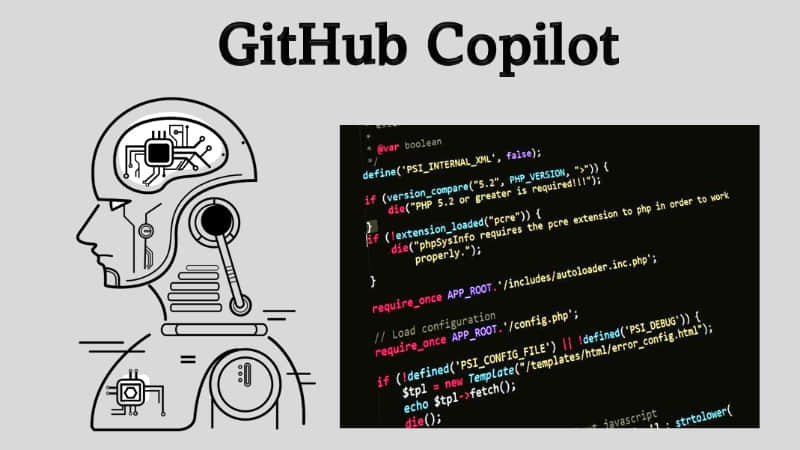 GitHub Copilot
*
* @var boolean
*/
define('PSI_INTERNAL_XML', false);
if (version_compare("5.2", PHP_VERSION, ">")) {
die("PHP 5.2 or greater is required!!!");
}
if (!extension_loaded("pcre")) {
die("phpSysInfo requires the pcre extension to php in order to work
properly.");
}
require_once APP_ROOT.'/includes/autoloader.inc.php';
// Load configuration
require_once APP_ROOT.'/config.php';
if (!defined('PSI_CONFIG_FILE') || !defined('PSI_DEBUG')) {
$tpl = new Template("/templates/html/error_config.html");
echo $tpl->fetch();
die();
javascript
strtolower(